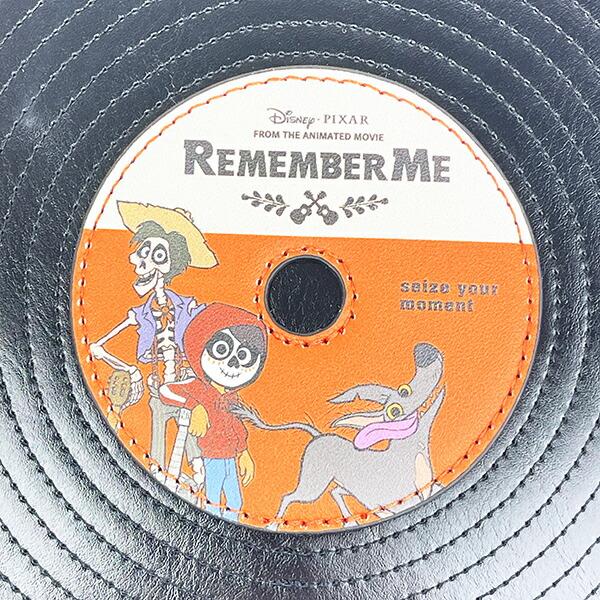 Disney · PIXAR
FROM THE ANIMATED MOVIE
REMEMBER ME
seize your
moment